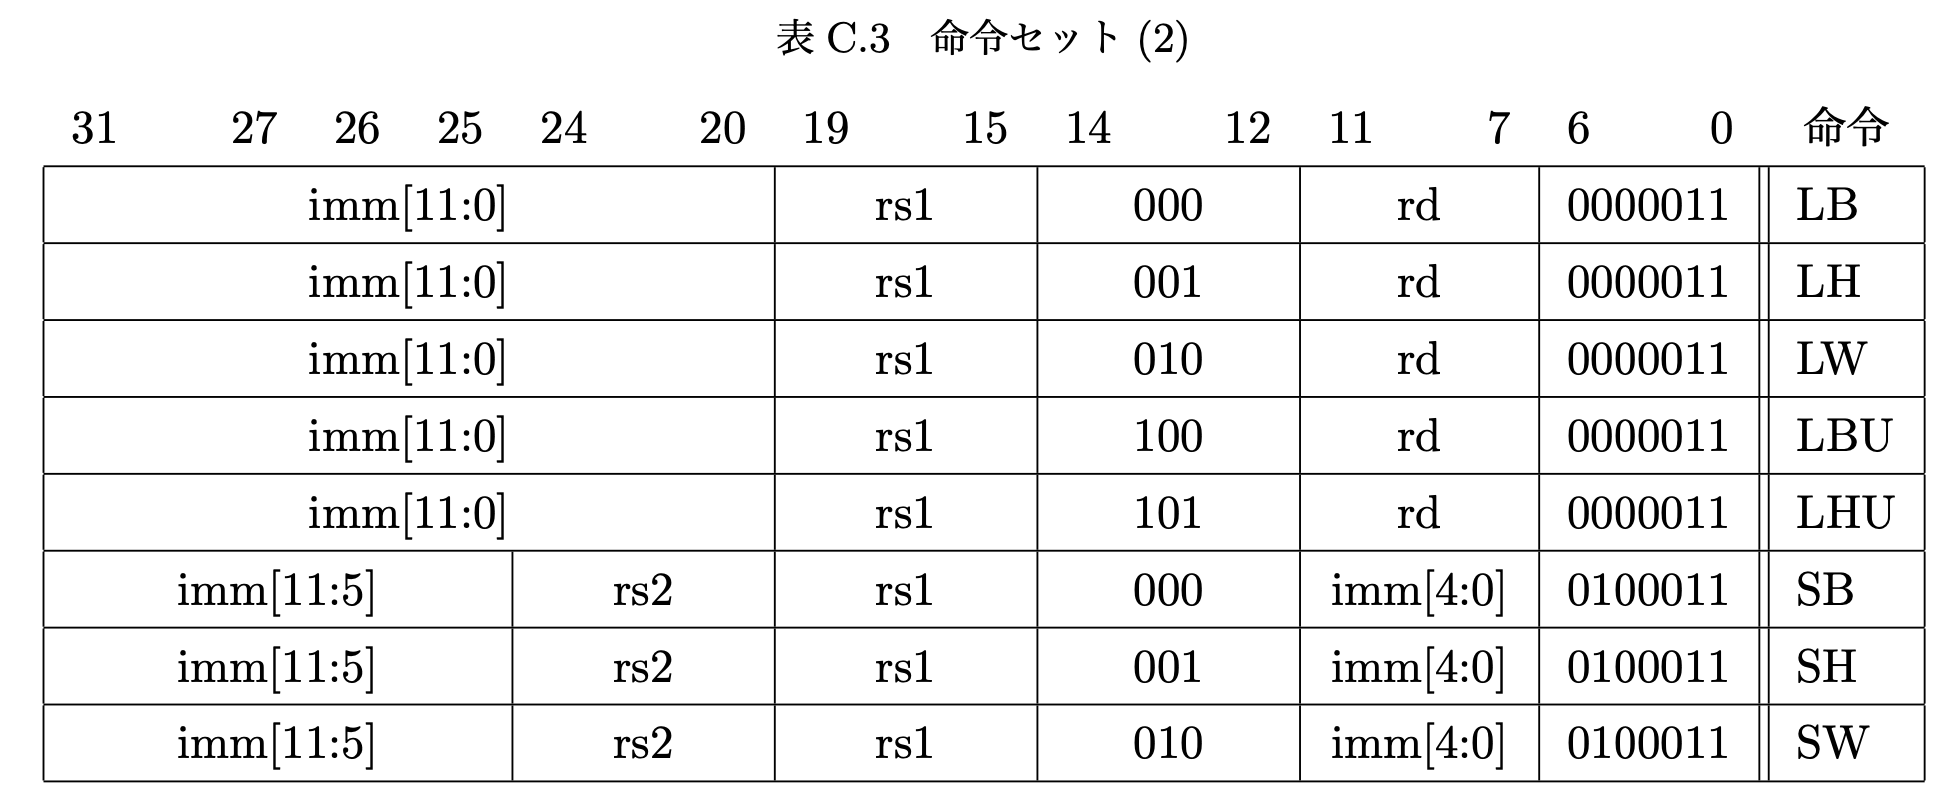 表 C.3　命令セット (2)
31 27 26 25 24 20 19 15 14 12 11 7 6 0 命令
imm[11:0] rs1 000 rd 0000011 LB
imm[11:0] rs1 001 rd 0000011 LH
imm[11:0] rs1 010 rd 0000011 LW
imm[11:0] rs1 100 rd 0000011 LBU
imm[11:0] rs1 101 rd 0000011 LHU
imm[11:5] rs2 rs1 000 imm[4:0] 0100011 SB
imm[11:5] rs2 rs1 001 imm[4:0] 0100011 SH
imm[11:5] rs2 rs1 010 imm[4:0] 0100011 SW